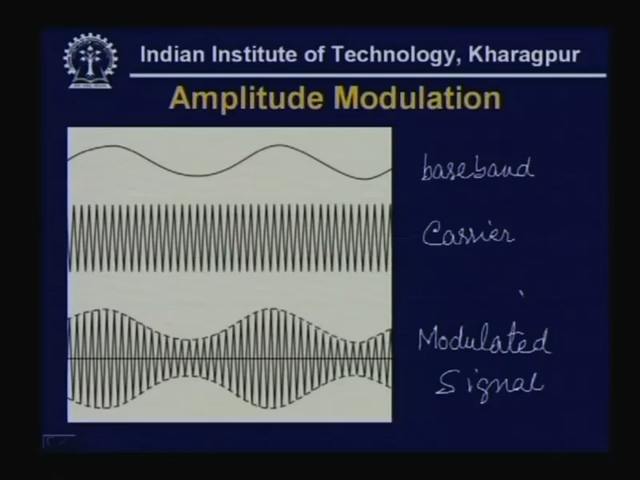 Indian Institute of Technology, Kharagpur
Amplitude Modulation
baseband
Carrier
Modulated
Signal